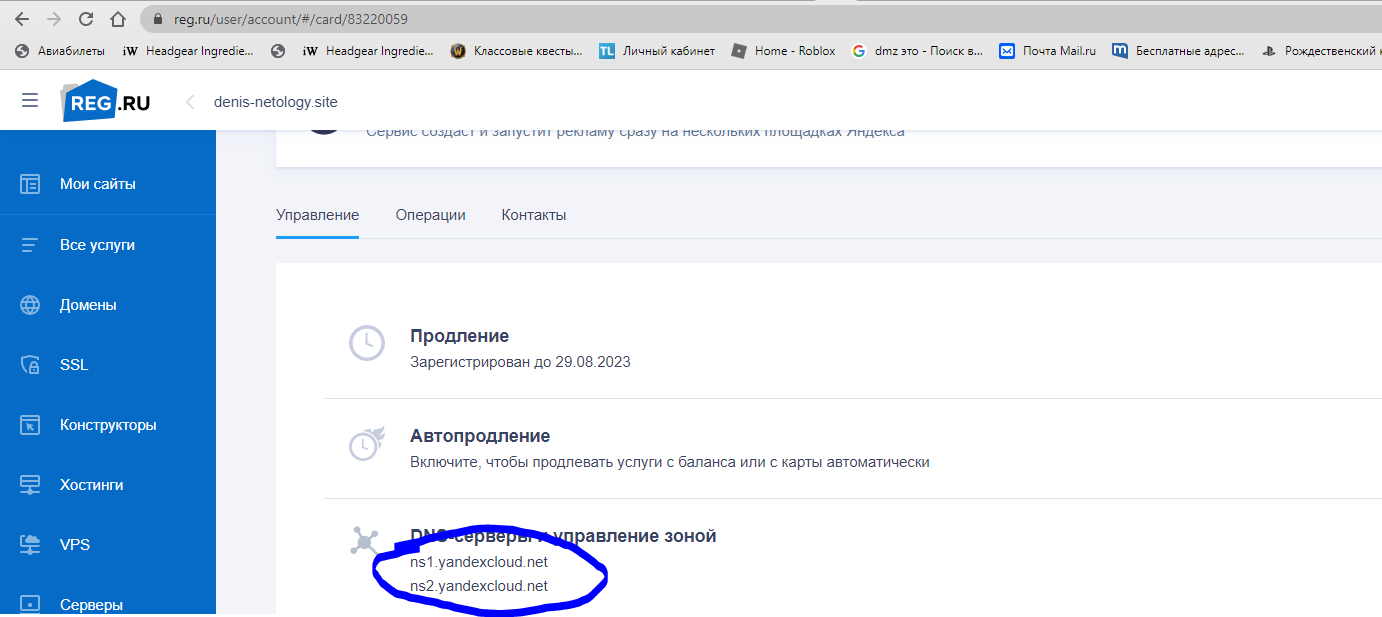 reg.ru/user/account/#/card/83220059
Авиабилеты iW Headgear Ingredie... iW Headgear Ingredie... W Классовые квесты... TL Личный кабинет Home - Roblox G dmz это - Поиск в... Почта Mail.ru m Бесплатные адрес... Рождественский
REG.RU denis-netology.site
Сервис создаст и запустит рекламу сразу на нескольких площадках Яндекса
Мои сайты
Все услуги
Домены
SSL
Конструкторы
Хостинги
VPS
Серверы
Управление Операции Контакты
Продление
Зарегистрирован до 29.08.2023
Автопродление
Включите, чтобы продлевать услуги с баланса или с карты автоматически
DNS-серверы и управление зоной
ns1.yandexcloud.net
ns2.yandexcloud.net